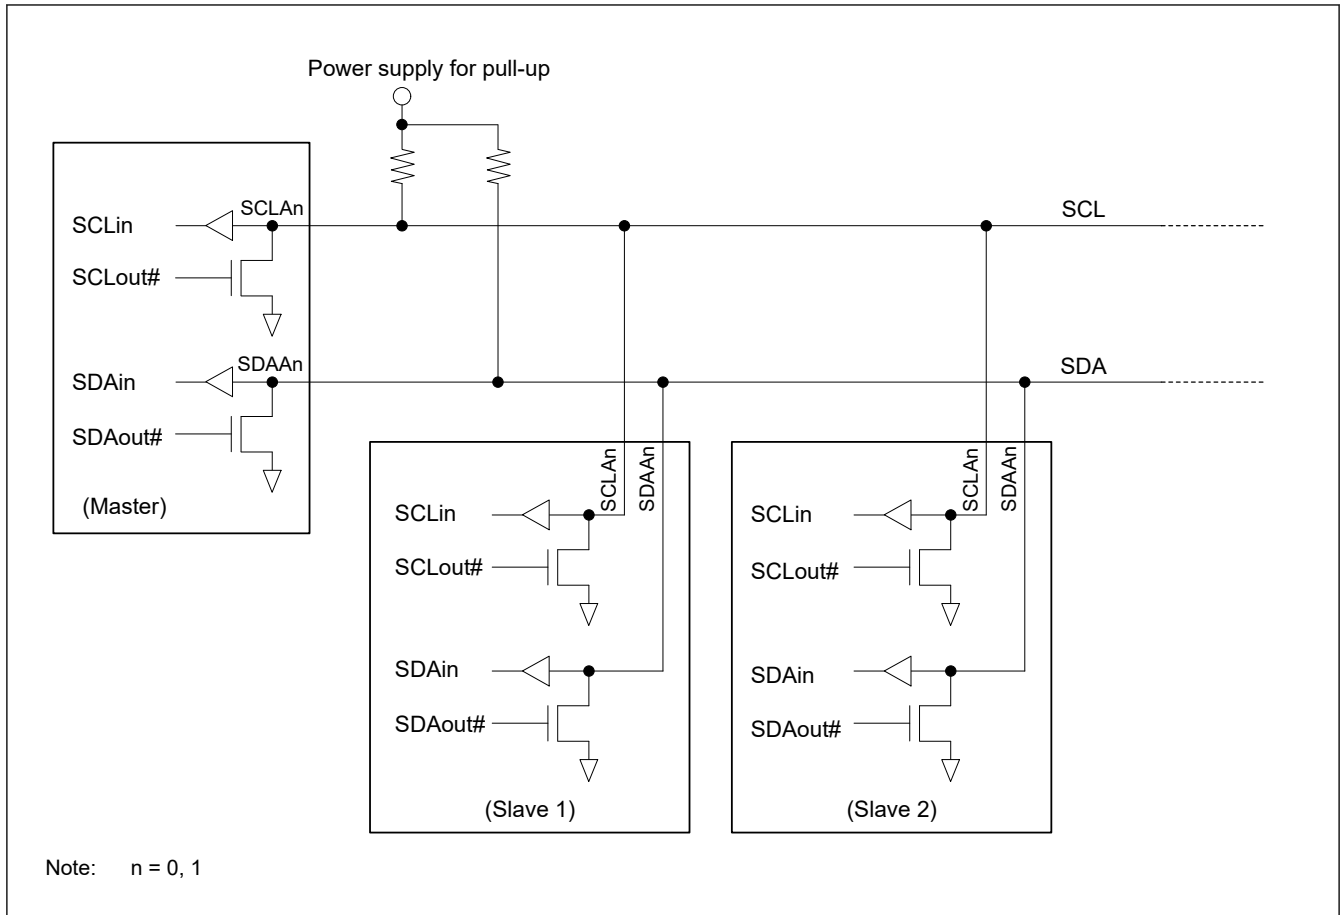 Power supply for pull-up
SCLAn
SCLin
SCL
SCLout#
SDAAn
SDAin
SDA
SDAout#
(Master)
SCLAn
SDAAn
SCLin
SCLout#
SDAin
SDAout#
(Slave 1)
SCLAn
SDAAn
SCLin
SCLout#
SDAin
SDAout#
(Slave 2)
Note: n = 0, 1